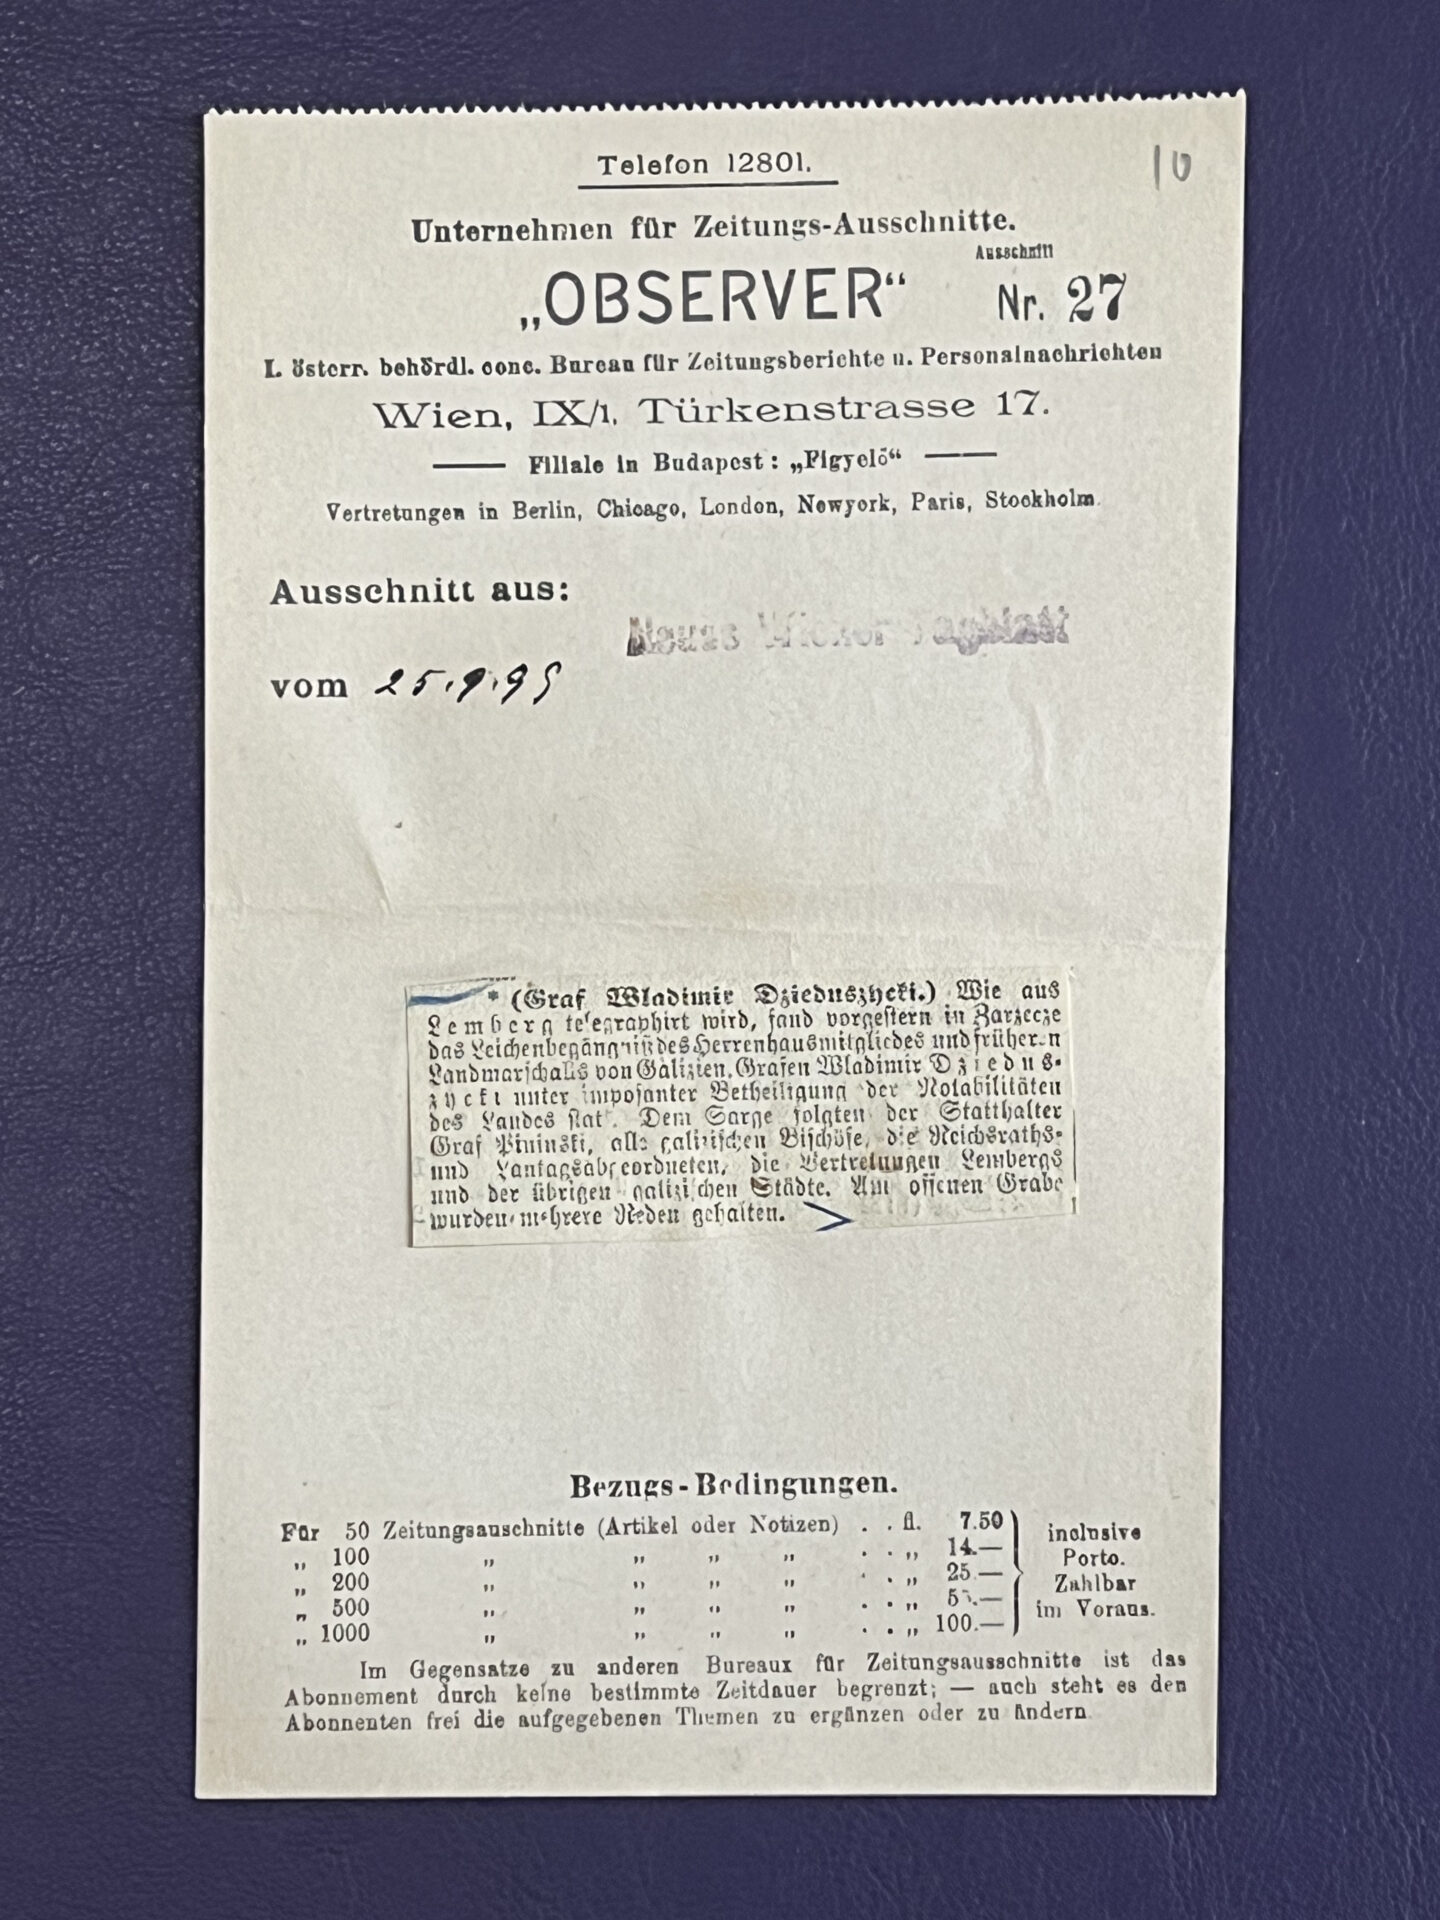 10
Telefon 12801.
Unternehmen für Zeitungs-Ausschnitte.
Ausschnitt
„OBSERVER“ Nr. 27
I. österr. behördl. conc. Bureau für Zeitungsberichte u. Personalnachrichten
Wien, IX/1, Türkenstrasse 17.
Filiale in Budapest: „Figyelő“
Vertretungen in Berlin, Chicago, London, Newyork, Paris, Stockholm.
Ausschnitt aus:
Neues Wiener Tagblatt
vom 25.9.99
* (Graf Wladimir Dzieduszycki.) Wie aus
Lemberg telegraphirt wird, fand vorgestern in Zarzecze
das Leichenbegängniß des Herrenhausmitgliedes und früheren
Landmarschalls von Galizien, Grafen Wladimir Dziedus-
zycki unter imposanter Betheiligung der Notabilitäten
des Landes statt. Dem Sarge folgten der Statthalter
Graf Pininski, alle galizischen Bischöfe, die Reichsraths-
und Landtagsabgeordneten, die Vertretungen Lembergs
und der übrigen galizischen Städte. Am offenen Grabe
wurden mehrere Reden gehalten.
Bezugs-Bedingungen.
Für 50 Zeitungsauschnitte (Artikel oder Notizen) . . fl. 7.50
„ 100 „ „ „ „ . . „ 14.—
„ 200 „ „ „ „ . . „ 25.—
„ 500 „ „ „ „ . . „ 55.—
„ 1000 „ „ „ „ . . „ 100.—
inclusive
Porto.
Zahlbar
im Voraus.
Im Gegensatze zu anderen Bureaux für Zeitungsausschnitte ist das
Abonnement durch keine bestimmte Zeitdauer begrenzt; — auch steht es den
Abonnenten frei die aufgegebenen Themen zu ergänzen oder zu ändern.